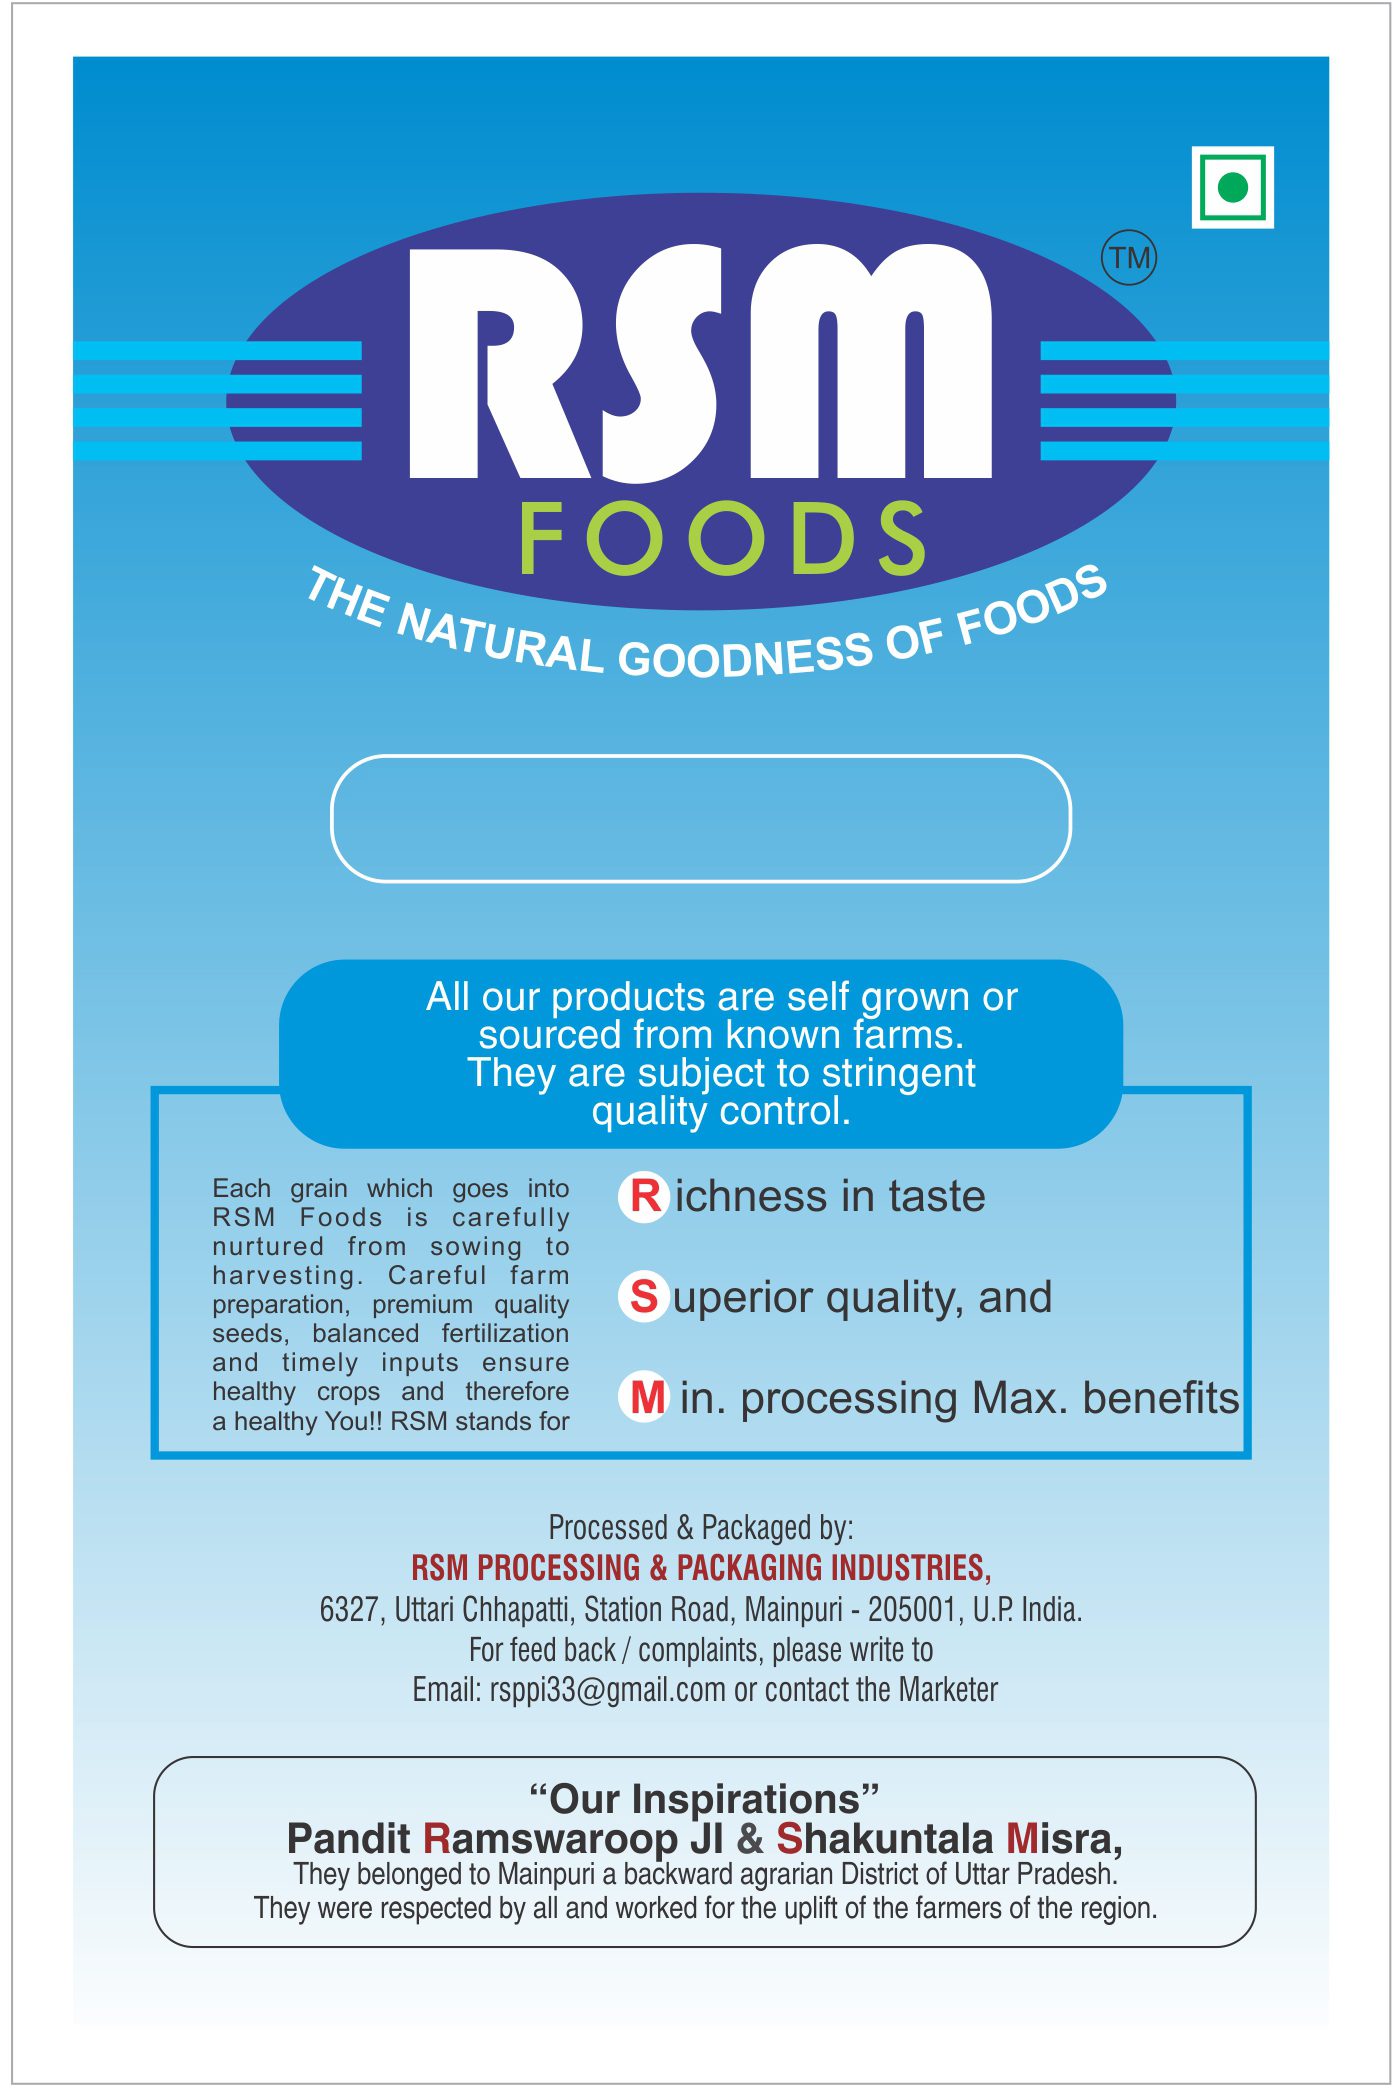 TM
RSM
FOODS
THE NATURAL GOODNESS OF FOODS
All our products are self grown or
sourced from known farms.
They are subject to stringent
quality control.
Each grain which goes into
RSM Foods is carefully
nurtured from sowing to
harvesting. Careful farm
preparation, premium quality
seeds, balanced fertilization
and timely inputs ensure
healthy crops and therefore
a healthy You!! RSM stands for
Richness in taste
Superior quality, and
Min. processing Max. benefits
Processed & Packaged by:
RSM PROCESSING & PACKAGING INDUSTRIES,
6327, Uttari Chhapatti, Station Road, Mainpuri - 205001, U.P. India.
For feed back / complaints, please write to
Email: rsppi33@gmail.com or contact the Marketer
“Our Inspirations”
Pandit Ramswaroop JI & Shakuntala Misra,
They belonged to Mainpuri a backward agrarian District of Uttar Pradesh.
They were respected by all and worked for the uplift of the farmers of the region.